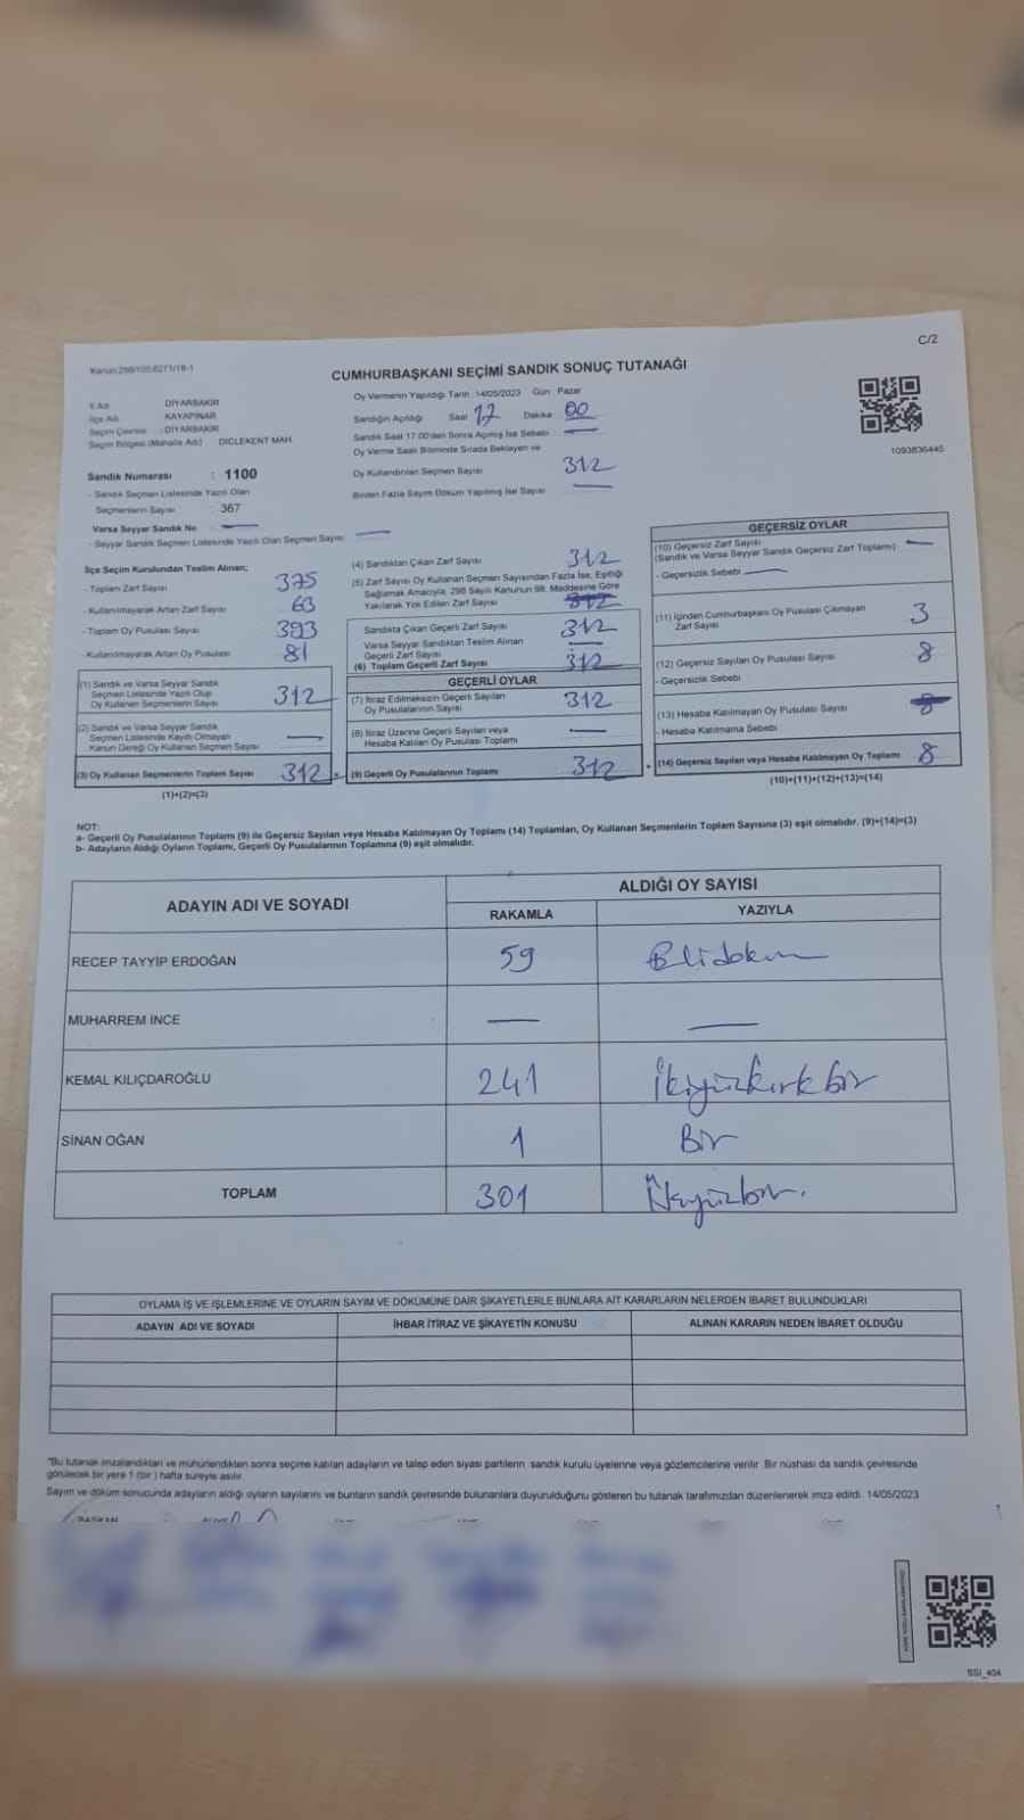 C/2
Kanun:298/105,6271/18-1
CUMHURBAŞKANI SEÇİMİ SANDIK SONUÇ TUTANAĞI
İl Adı : DİYARBAKIR
İlçe Adı : KAYAPINAR
Seçim Çevresi : DİYARBAKIR
Seçim Bölgesi (Mahalle Adı) : DICLEKENT MAH.
Sandık Numarası : 1100
- Sandık Seçmen Listesinde Yazılı Olan
Seçmenlerin Sayısı : 367
Varsa Seyyar Sandık No —
- Seyyar Sandık Seçmen Listesinde Yazılı Olan Seçmen Sayısı —
Oy Vermenin Yapıldığı Tarih :14/05/2023 Gün : Pazar
Sandığın Açıldığı Saat 17 Dakika 00
Sandık Saat 17.00'den Sonra Açılmış İse Sebebi —
Oy Verme Saati Bitiminde Sırada Bekleyen ve
Oy Kullandırılan Seçmen Sayısı 312
Birden Fazla Sayım Döküm Yapılmış İse Sayısı —
1093836445
İlçe Seçim Kurulundan Teslim Alınan;
- Toplam Zarf Sayısı 375
- Kullanılmayarak Artan Zarf Sayısı 63
- Toplam Oy Pusulası Sayısı 393
- Kullanılmayarak Artan Oy Pusulası 81
(1) Sandık ve Varsa Seyyar Sandık
Seçmen Listesinde Yazılı Olup
Oy Kullanan Seçmenlerin Sayısı 312
(2) Sandık ve Varsa Seyyar Sandık
Seçmen Listesinde Kayıtlı Olmayan
Kanun Gereği Oy Kullanan Seçmen Sayısı —
(3) Oy Kullanan Seçmenlerin Toplam Sayısı 312
(1)+(2)=(3)
(4) Sandıktan Çıkan Zarf Sayısı 312
(5) Zarf Sayısı Oy Kullanan Seçmen Sayısından Fazla İse, Eşitliği
Sağlamak Amacıyla, 298 Sayılı Kanunun 98. Maddesine Göre
Yakılarak Yok Edilen Zarf Sayısı 312
Sandıkta Çıkan Geçerli Zarf Sayısı 312
Varsa Seyyar Sandıktan Teslim Alınan
Geçerli Zarf Sayısı —
(6) Toplam Geçerli Zarf Sayısı 312
GEÇERLİ OYLAR
(7) İtiraz Edilmeksizin Geçerli Sayılan
Oy Pusulalarının Sayısı 312
(8) İtiraz Üzerine Geçerli Sayılan veya
Hesaba Katılan Oy Pusulası Toplamı —
(9) Geçerli Oy Pusulalarının Toplamı 312
GEÇERSİZ OYLAR
(10) Geçersiz Zarf Sayısı
(Sandık ve Varsa Seyyar Sandık Geçersiz Zarf Toplamı) —
- Geçersizlik Sebebi —
(11) İçinden Cumhurbaşkanı Oy Pusulası Çıkmayan
Zarf Sayısı 3
(12) Geçersiz Sayılan Oy Pusulası Sayısı 8
- Geçersizlik Sebebi
(13) Hesaba Katılmayan Oy Pusulası Sayısı 8
- Hesaba Katılmama Sebebi
(14) Geçersiz Sayılan veya Hesaba Katılmayan Oy Toplamı 8
(10)+(11)+(12)+(13)=(14)
NOT:
a- Geçerli Oy Pusulalarının Toplamı (9) ile Geçersiz Sayılan veya Hesaba Katılmayan Oy Toplamı (14) Toplamları, Oy Kullanan Seçmenlerin Toplam Sayısına (3) eşit olmalıdır. (9)+(14)=(3)
b- Adayların Aldığı Oyların Toplamı, Geçerli Oy Pusulalarının Toplamına (9) eşit olmalıdır.
ADAYIN ADI VE SOYADI ALDIĞI OY SAYISI
RAKAMLA YAZIYLA
RECEP TAYYİP ERDOĞAN 59 Elli dokuz
MUHARREM İNCE — —
KEMAL KILIÇDAROĞLU 241 İkiyüzkırk bir
SİNAN OĞAN 1 Bir
TOPLAM 301
OYLAMA İŞ VE İŞLEMLERİNE VE OYLARIN SAYIM VE DÖKÜMÜNE DAİR ŞİKAYETLERLE BUNLARA AİT KARARLARIN NELERDEN İBARET BULUNDUKLARI
ADAYIN ADI VE SOYADI İHBAR İTİRAZ VE ŞİKAYETİN KONUSU ALINAN KARARIN NEDEN İBARET OLDUĞU
"Bu tutanak imzalandıktan ve mühürlendikten sonra seçime katılan adayların ve talep eden siyasi partilerin sandık kurulu üyelerine veya gözlemcilerine verilir. Bir nüshası da sandık çevresinde
görülecek bir yere 1 (bir) hafta süreyle asılır.
Sayım ve döküm sonucunda adayların aldığı oyların sayılarını ve bunların sandık çevresinde bulunanlara duyurulduğunu gösteren bu tutanak tarafımızdan düzenlenerek imza edildi. 14/05/2023
BAŞKAN
SSI_404